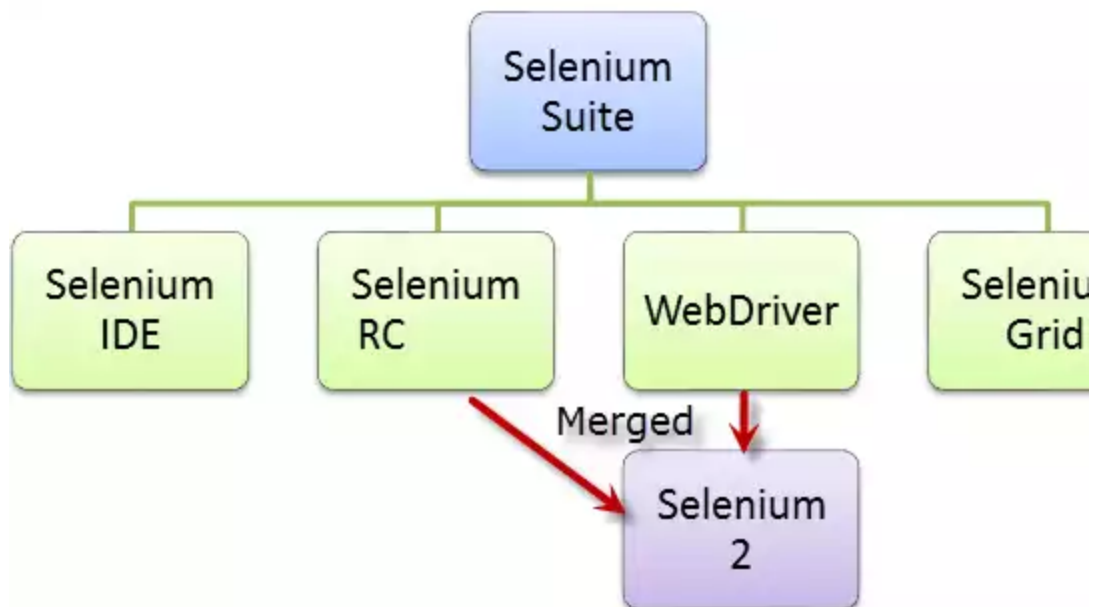 Selenium
Suite
Selenium
IDE
Selenium
RC
WebDriver
Seleniu
Grid
Merged
Selenium
2